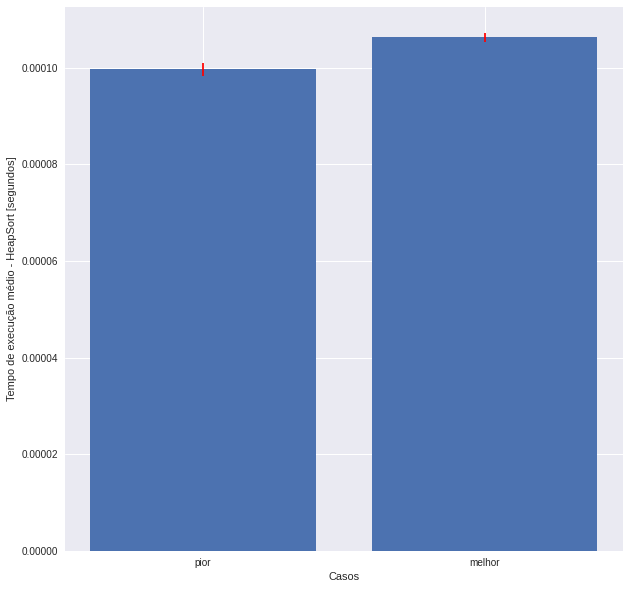 Tempo de execução médio - HeapSort [segundos]
0.00010
0.00008
0.00006
0.00004
0.00002
0.00000
pior
melhor
Casos